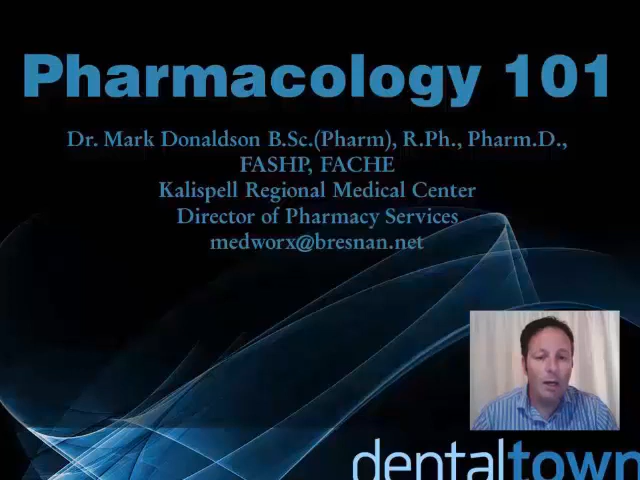 Pharmacology 101
Dr. Mark Donaldson B.Sc.(Pharm), R.Ph., Pharm.D.,
FASHP, FACHE
Kalispell Regional Medical Center
Director of Pharmacy Services
medworx@bresnan.net
dentaltown